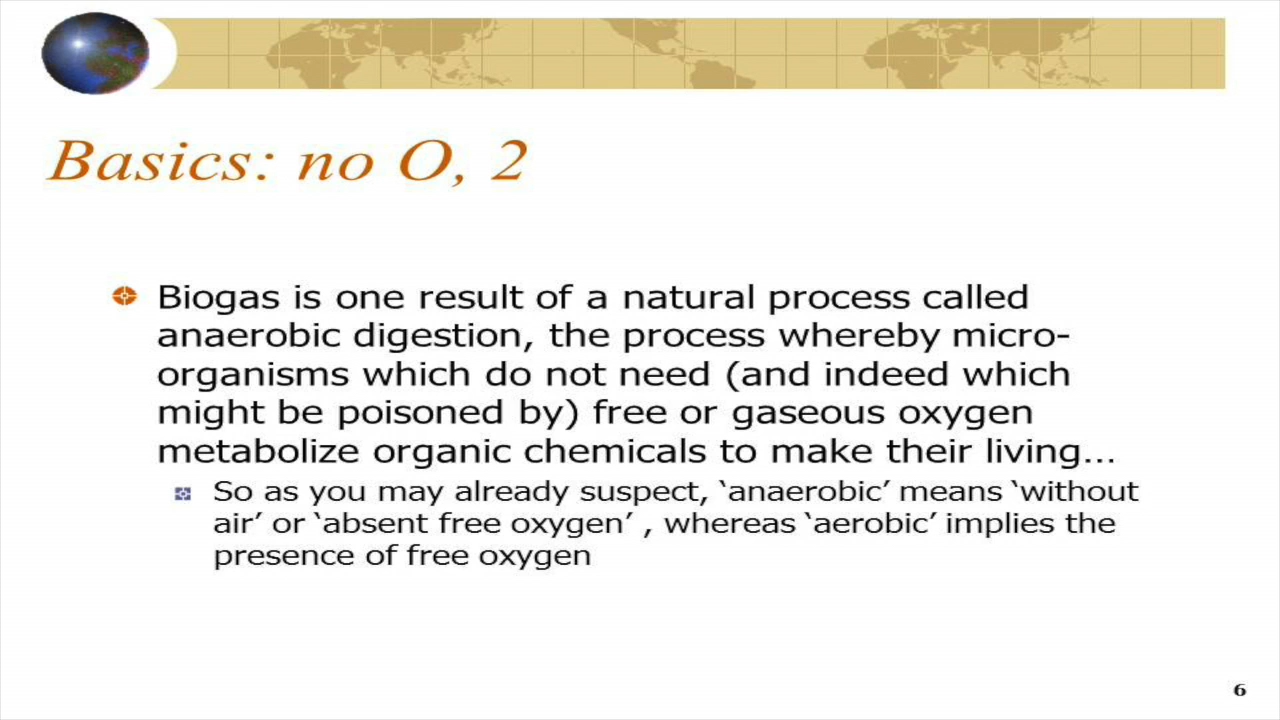 Basics: no O, 2
Biogas is one result of a natural process called
anaerobic digestion, the process whereby micro-
organisms which do not need (and indeed which
might be poisoned by) free or gaseous oxygen
metabolize organic chemicals to make their living…
So as you may already suspect, ‘anaerobic’ means ‘without
air’ or ‘absent free oxygen’ , whereas ‘aerobic’ implies the
presence of free oxygen
6